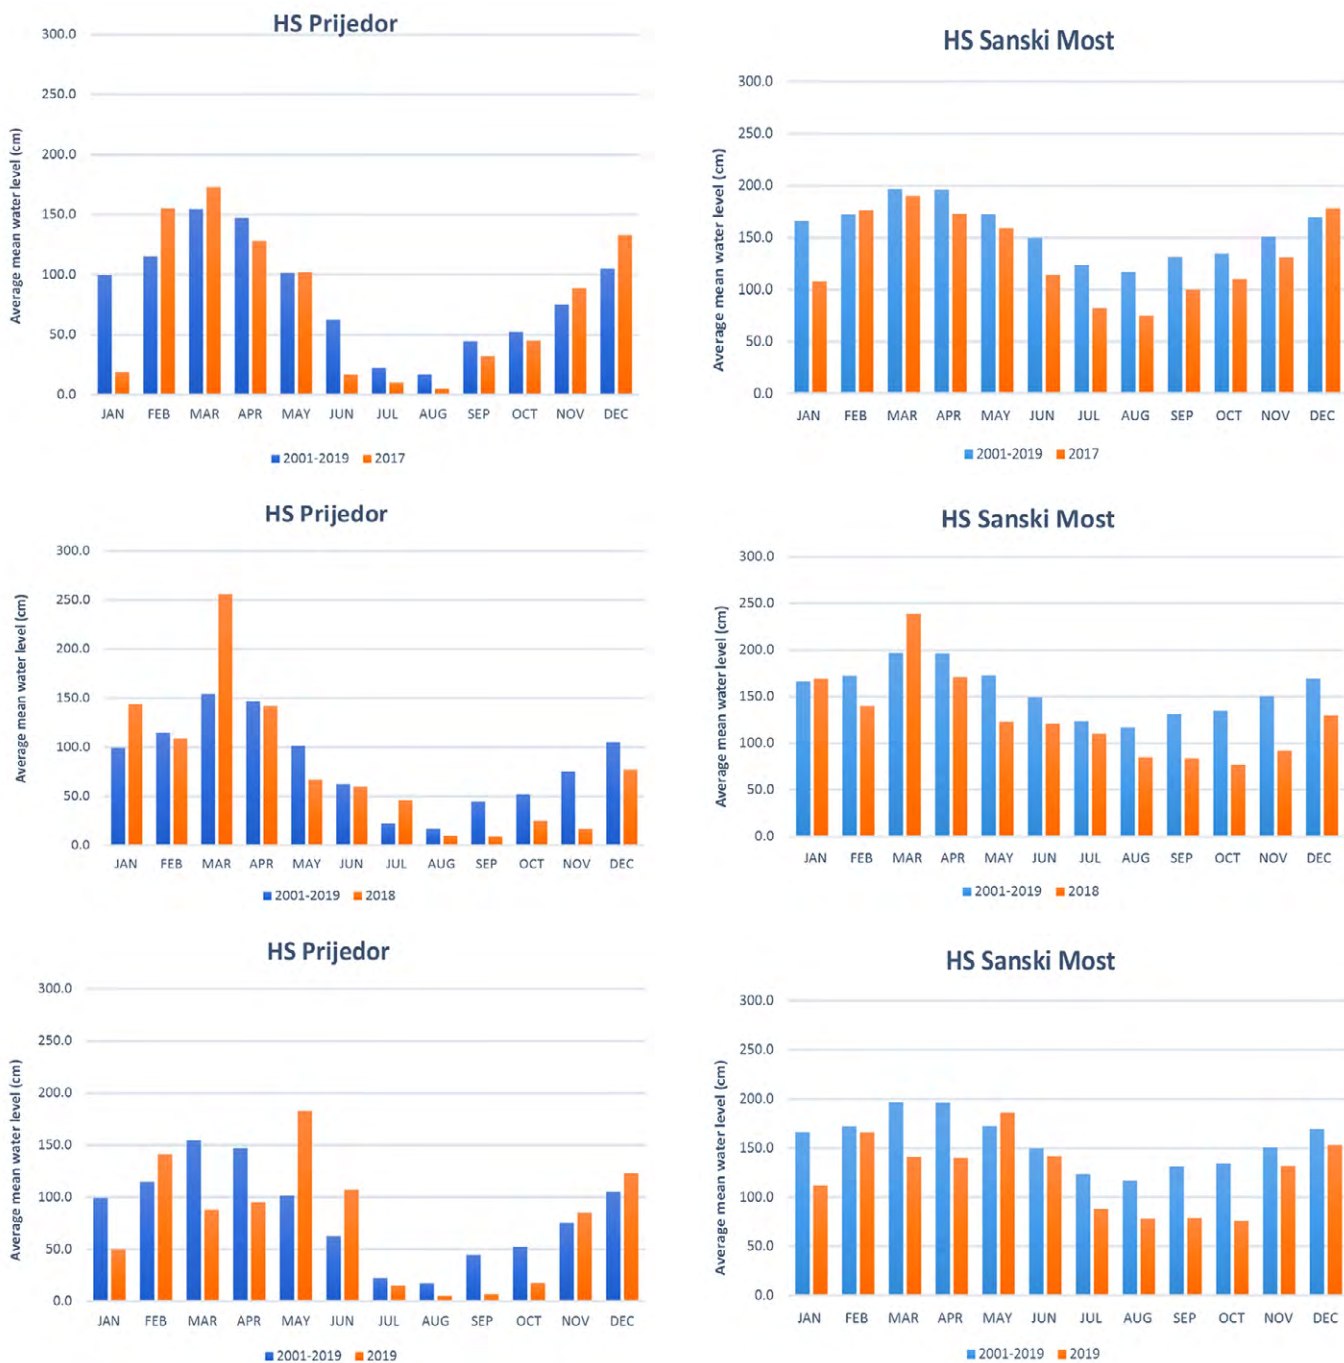 HS Prijedor
300.0
250.0
200.0
150.0
100.0
50.0
0.0
Average mean water level (cm)
JAN FEB MAR APR MAY JUN JUL AUG SEP OCT NOV DEC
2001-2019 2017
HS Sanski Most
300.0
250.0
200.0
150.0
100.0
50.0
0.0
Average mean water level (cm)
JAN FEB MAR APR MAY JUN JUL AUG SEP OCT NOV DEC
2001-2019 2017
HS Prijedor
300.0
250.0
200.0
150.0
100.0
50.0
0.0
Average mean water level (cm)
JAN FEB MAR APR MAY JUN JUL AUG SEP OCT NOV DEC
2001-2019 2018
HS Sanski Most
300.0
250.0
200.0
150.0
100.0
50.0
0.0
Average mean water level (cm)
JAN FEB MAR APR MAY JUN JUL AUG SEP OCT NOV DEC
2001-2019 2018
HS Prijedor
300.0
250.0
200.0
150.0
100.0
50.0
0.0
Average mean water level (cm)
JAN FEB MAR APR MAY JUN JUL AUG SEP OCT NOV DEC
2001-2019 2019
HS Sanski Most
300.0
250.0
200.0
150.0
100.0
50.0
0.0
Average mean water level (cm)
JAN FEB MAR APR MAY JUN JUL AUG SEP OCT NOV DEC
2001-2019 2019